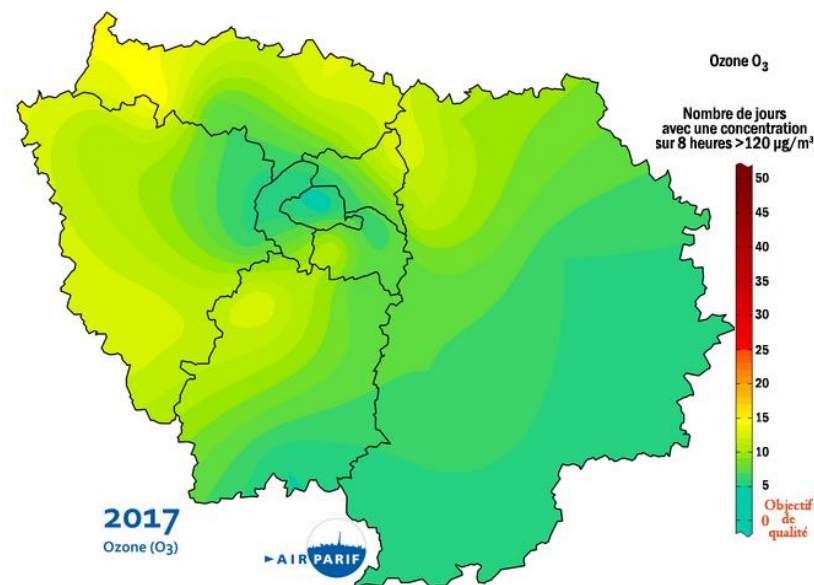 Ozone O₃
Nombre de jours
avec une concentration
sur 8 heures >120 µg/m³
50
45
40
35
30
25
20
15
10
5
0
Objectif
de
qualité
2017
Ozone (O3)
AIRPARIF